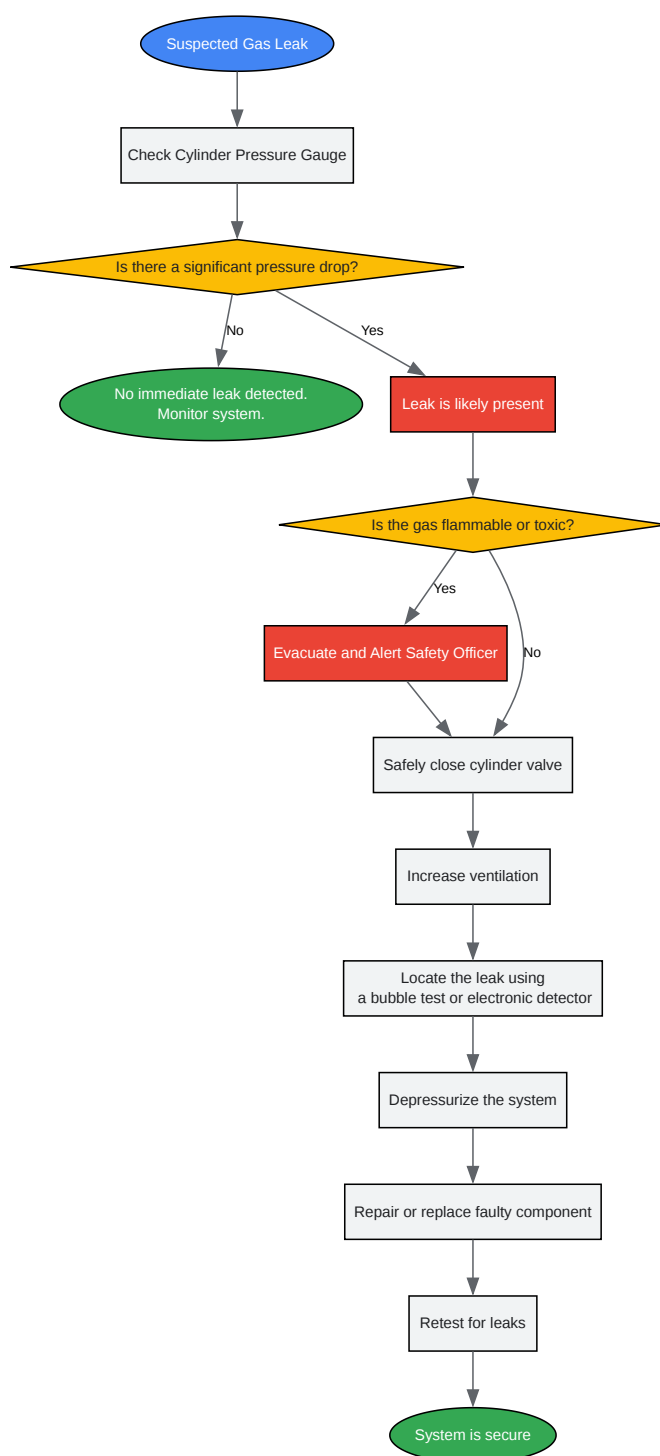 Suspected Gas Leak
Check Cylinder Pressure Gauge
Is there a significant pressure drop?
No
Yes
No immediate leak detected.
Monitor system.
Leak is likely present
Is the gas flammable or toxic?
Yes
Evacuate and Alert Safety Officer
No
Safely close cylinder valve
Increase ventilation
Locate the leak using
a bubble test or electronic detector
Depressurize the system
Repair or replace faulty component
Retest for leaks
System is secure